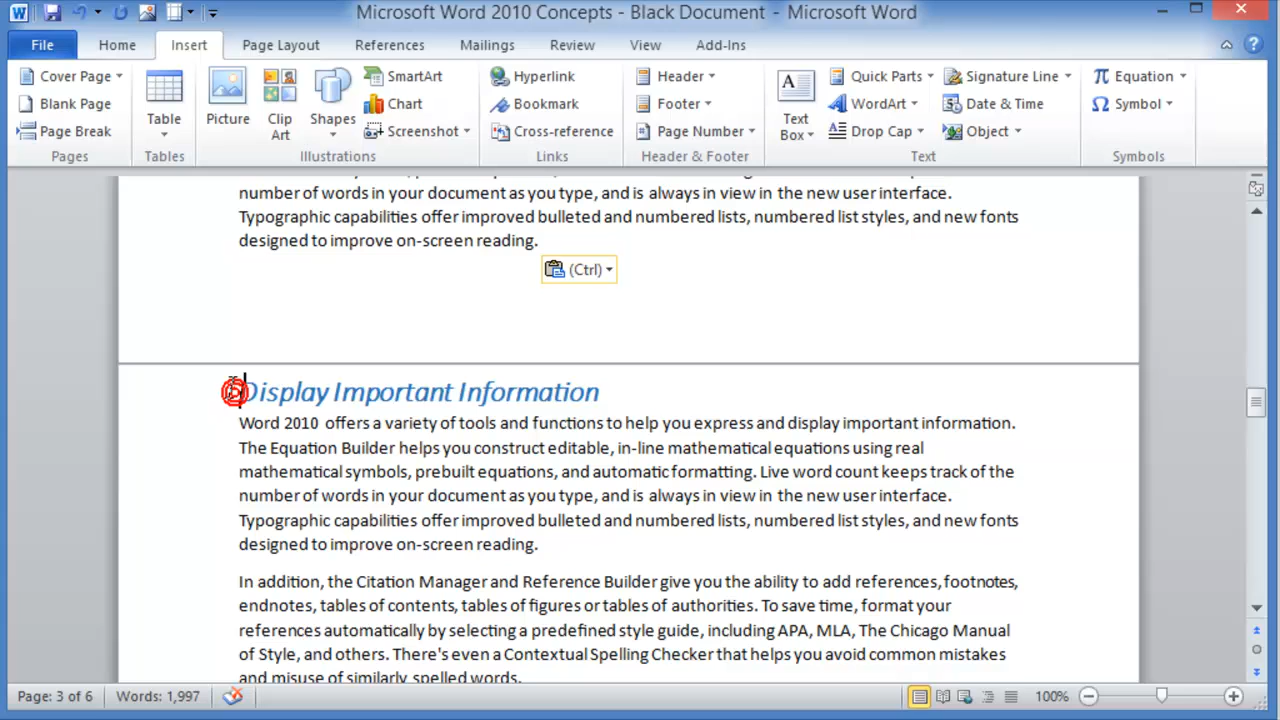 Microsoft Word 2010 Concepts - Black Document - Microsoft Word
File Home Insert Page Layout References Mailings Review View Add-Ins
Cover Page
Blank Page
Page Break
Pages
Table
Tables
Picture
Clip Art
Shapes
SmartArt
Chart
Screenshot
Illustrations
Hyperlink
Bookmark
Cross-reference
Links
Header
Footer
Page Number
Header & Footer
A
Text Box
Quick Parts
WordArt
Drop Cap
Signature Line
Date & Time
Object
Text
π Equation
Ω Symbol
Symbols
number of words in your document as you type, and is always in view in the new user interface.
Typographic capabilities offer improved bulleted and numbered lists, numbered list styles, and new fonts
designed to improve on-screen reading.
(Ctrl)
Display Important Information
Word 2010 offers a variety of tools and functions to help you express and display important information.
The Equation Builder helps you construct editable, in-line mathematical equations using real
mathematical symbols, prebuilt equations, and automatic formatting. Live word count keeps track of the
number of words in your document as you type, and is always in view in the new user interface.
Typographic capabilities offer improved bulleted and numbered lists, numbered list styles, and new fonts
designed to improve on-screen reading.
In addition, the Citation Manager and Reference Builder give you the ability to add references, footnotes,
endnotes, tables of contents, tables of figures or tables of authorities. To save time, format your
references automatically by selecting a predefined style guide, including APA, MLA, The Chicago Manual
of Style, and others. There's even a Contextual Spelling Checker that helps you avoid common mistakes
and misuse of similarly spelled words.
Page: 3 of 6 Words: 1,997 100%